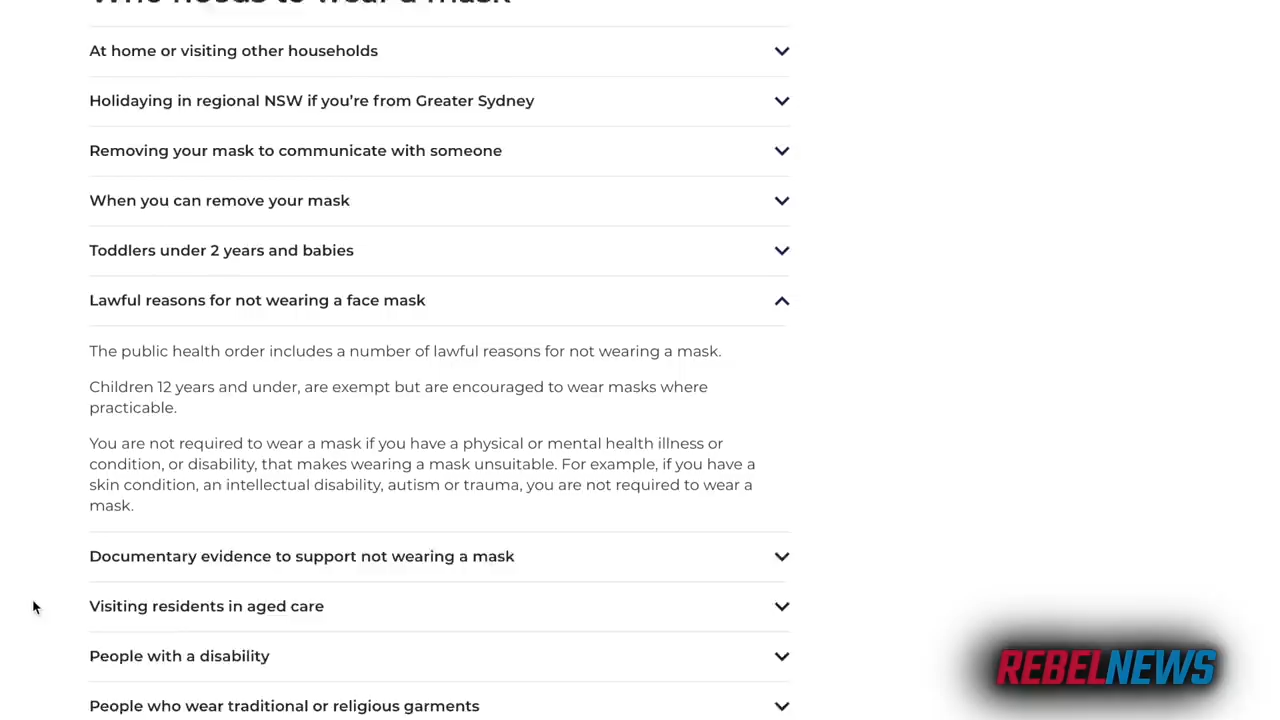 Who needs to wear a mask
At home or visiting other households
Holidaying in regional NSW if you’re from Greater Sydney
Removing your mask to communicate with someone
When you can remove your mask
Toddlers under 2 years and babies
Lawful reasons for not wearing a face mask
The public health order includes a number of lawful reasons for not wearing a mask.
Children 12 years and under, are exempt but are encouraged to wear masks where
practicable.
You are not required to wear a mask if you have a physical or mental health illness or
condition, or disability, that makes wearing a mask unsuitable. For example, if you have a
skin condition, an intellectual disability, autism or trauma, you are not required to wear a
mask.
Documentary evidence to support not wearing a mask
Visiting residents in aged care
People with a disability
People who wear traditional or religious garments
REBELNEWS